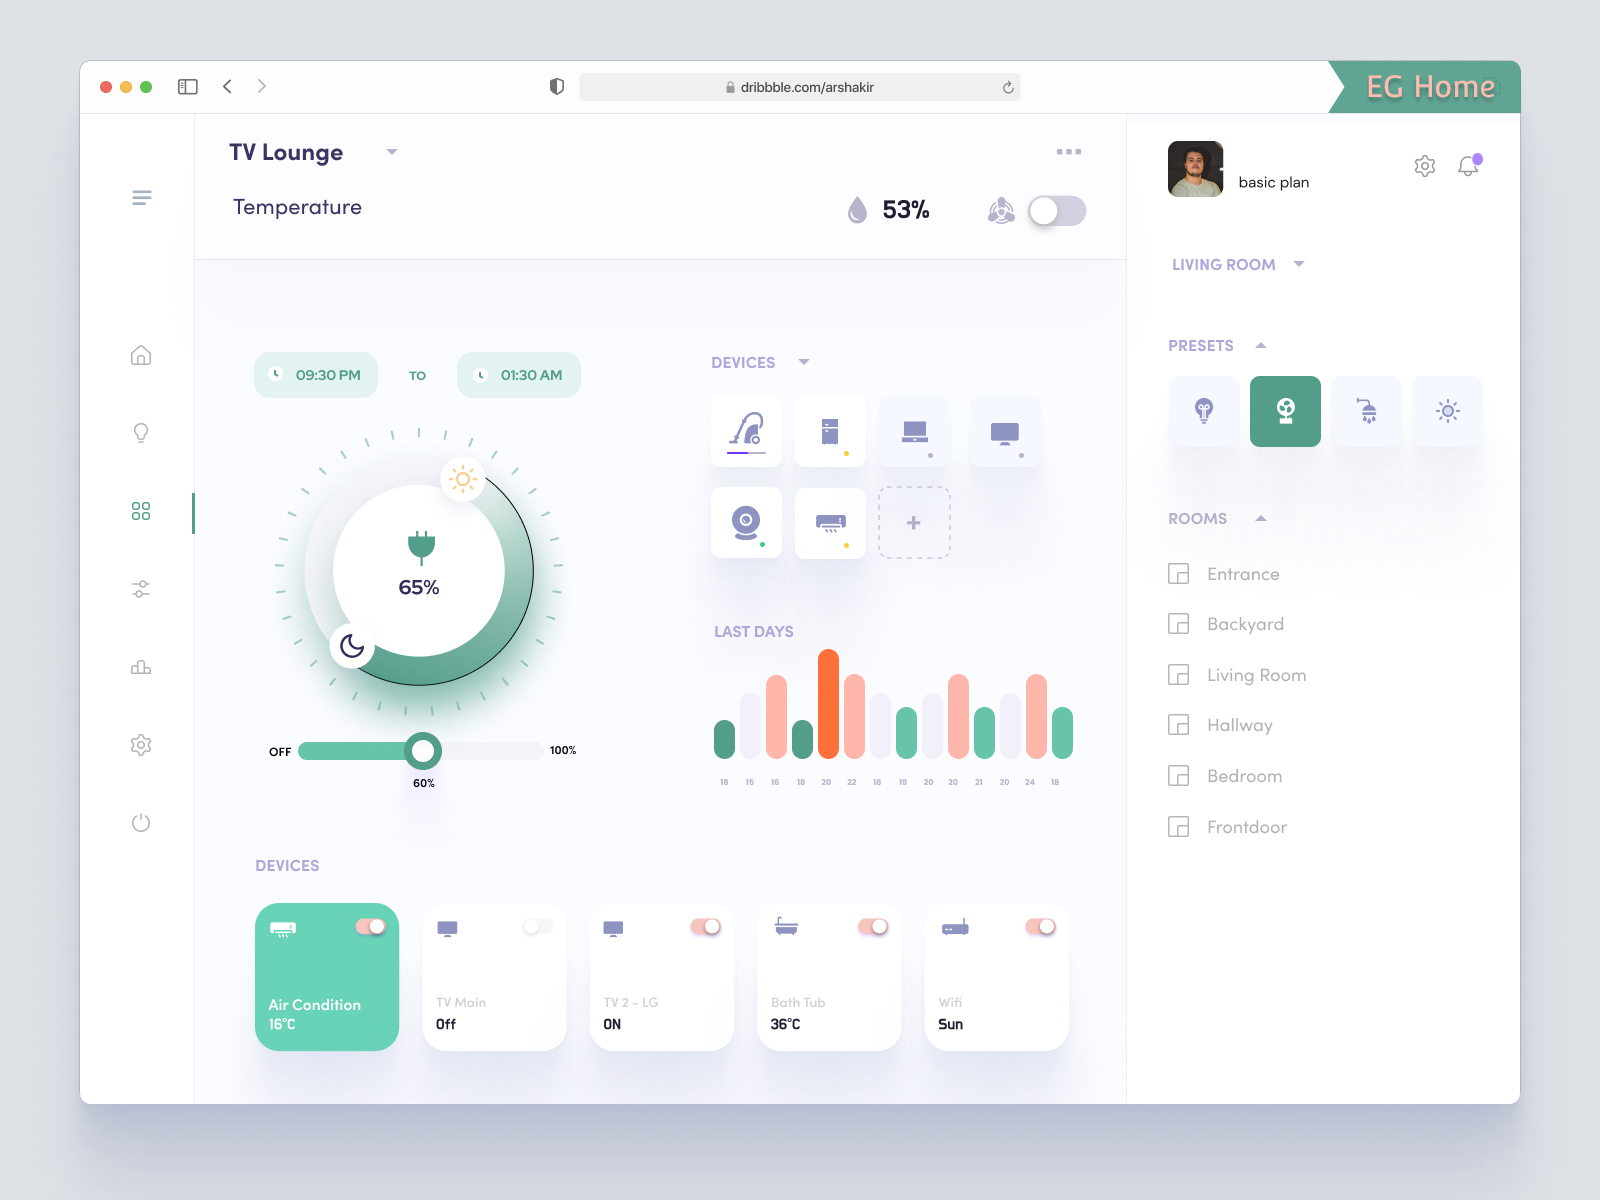 dribbble.com/arshakir
EG Home
TV Lounge
Temperature
53%
basic plan
LIVING ROOM
PRESETS
ROOMS
Entrance
Backyard
Living Room
Hallway
Bedroom
Frontdoor
09:30 PM
TO
01:30 AM
65%
OFF
100%
60%
DEVICES
+
LAST DAYS
18 15 16 18 20 22 18 19 20 20 21 20 24 18
DEVICES
Air Condition
16°C
TV Main
Off
TV 2 - LG
ON
Bath Tub
36°C
Wifi
Sun